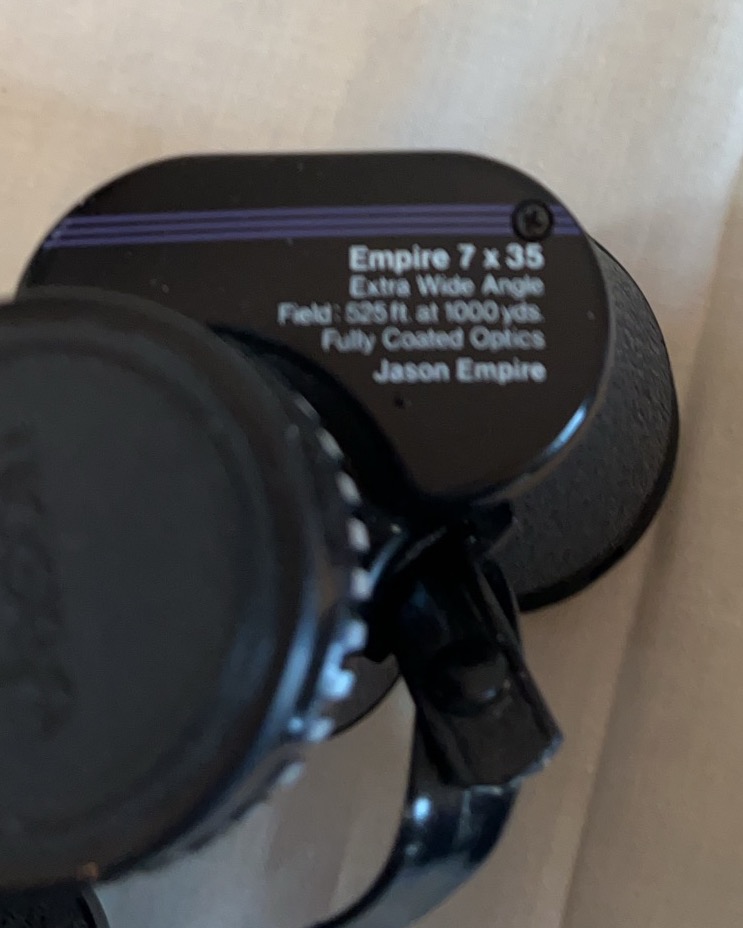 Empire 7 x 35
Extra Wide Angle
Field: 525 ft. at 1000 yds.
Fully Coated Optics
Jason Empire